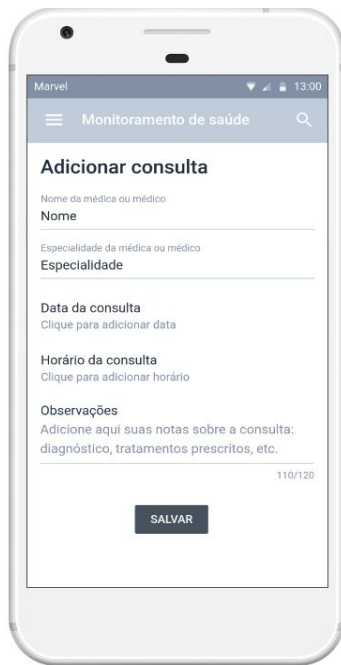 Marvel 13:00
Monitoramento de saúde
Adicionar consulta
Nome da médica ou médico
Nome
Especialidade da médica ou médico
Especialidade
Data da consulta
Clique para adicionar data
Horário da consulta
Clique para adicionar horário
Observações
Adicione aqui suas notas sobre a consulta:
diagnóstico, tratamentos prescritos, etc.
110/120
SALVAR